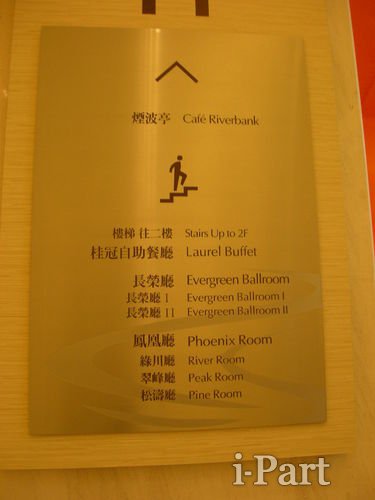 煙波亭 Café Riverbank
樓梯 往二樓 Stairs Up to 2F
桂冠自助餐廳 Laurel Buffet
長榮廳 Evergreen Ballroom
長榮廳 I Evergreen Ballroom I
長榮廳 II Evergreen Ballroom II
鳳凰廳 Phoenix Room
綠川廳 River Room
翠峰廳 Peak Room
松濤廳 Pine Room
i-Part